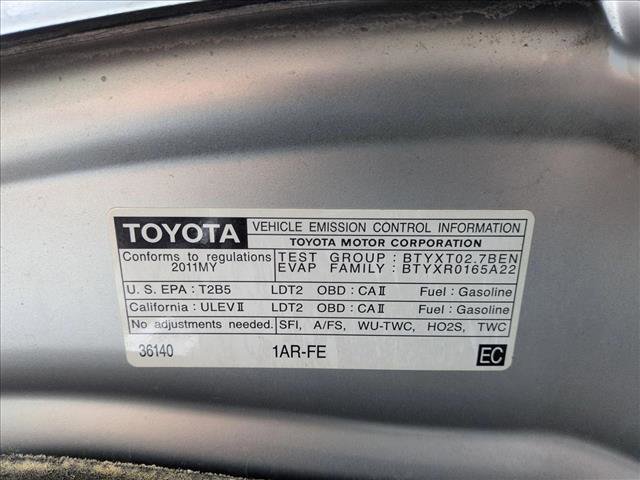 TOYOTA VEHICLE EMISSION CONTROL INFORMATION
TOYOTA MOTOR CORPORATION
Conforms to regulations TEST GROUP : BTYXT02.7BEN
2011MY EVAP FAMILY : BTYXR0165A22
U. S. EPA : T2B5 LDT2 OBD : CAⅡ Fuel : Gasoline
California : ULEVⅡ LDT2 OBD : CAⅡ Fuel : Gasoline
No adjustments needed. SFI, A/FS, WU-TWC, HO2S, TWC
36140 1AR-FE EC